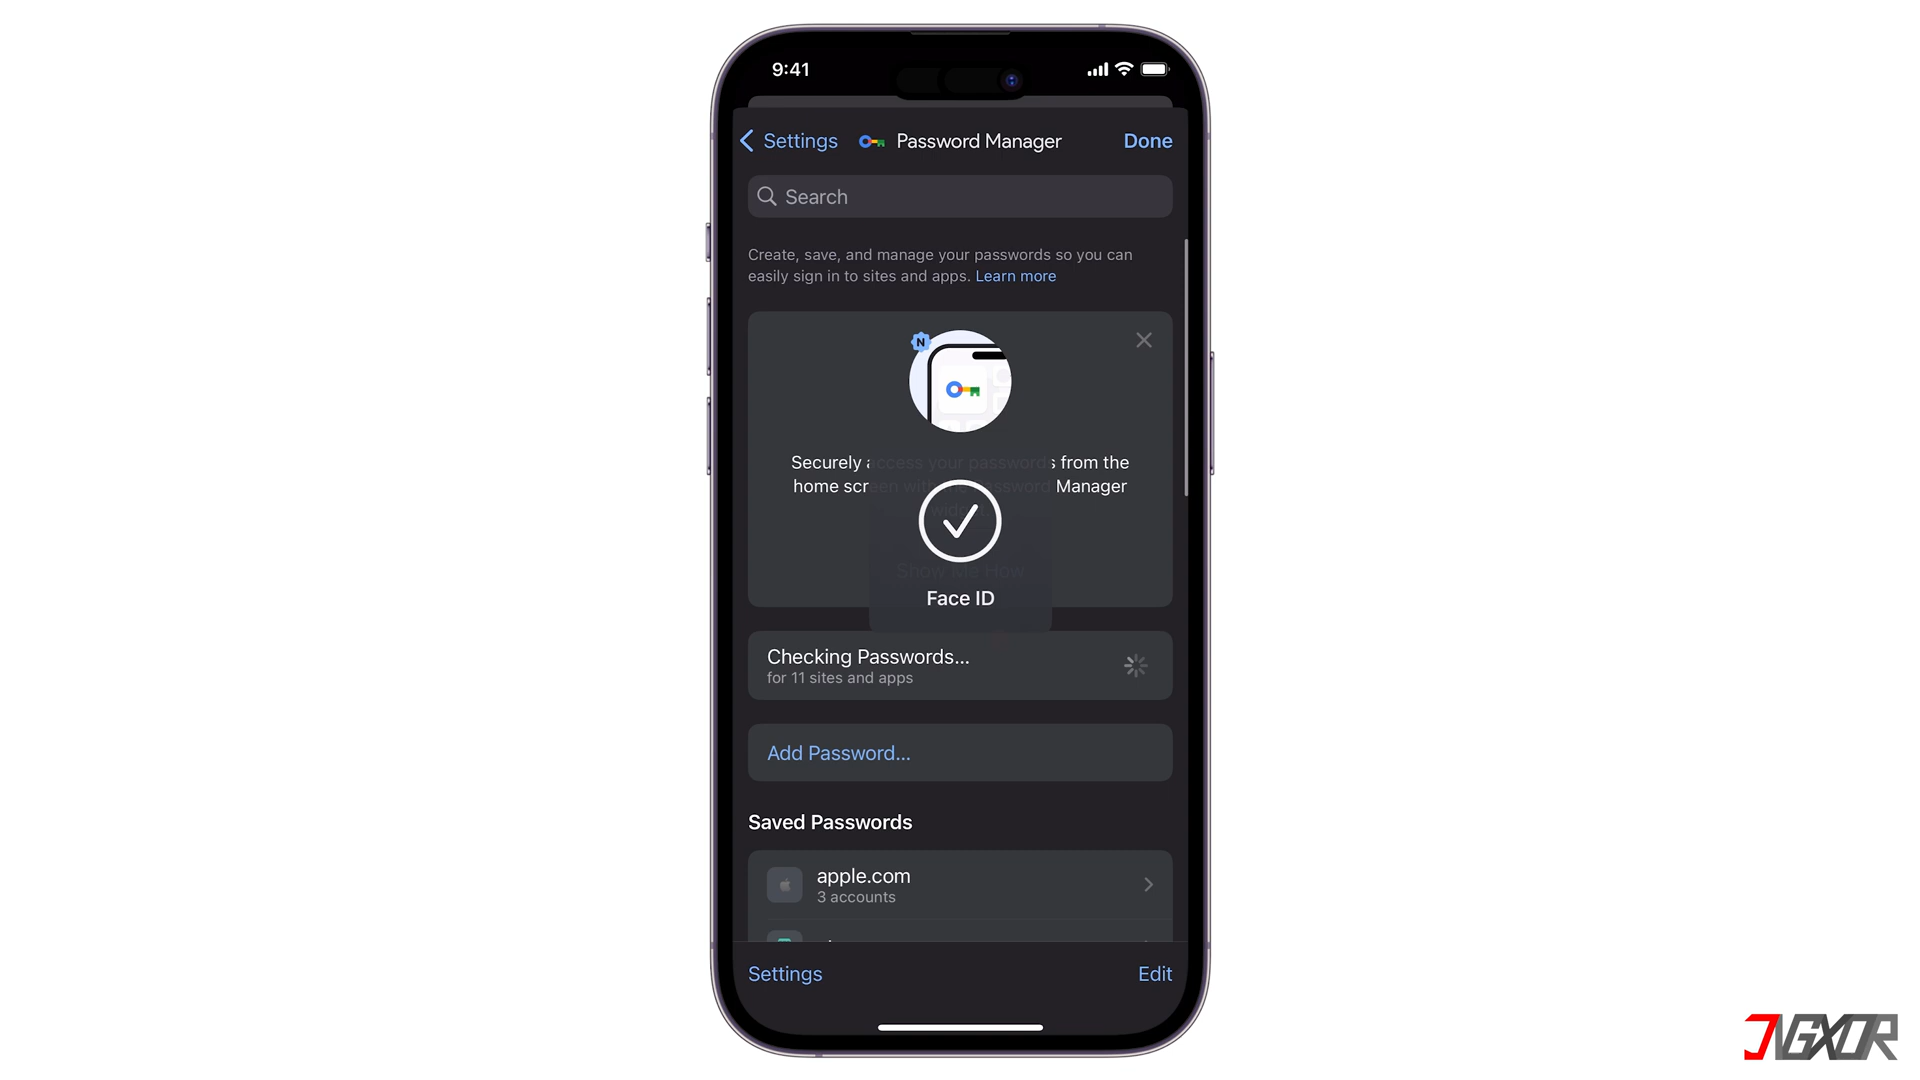 9:41
Settings
Password Manager
Done
Search
Create, save, and manage your passwords so you can
easily sign in to sites and apps. Learn more
N
Securely access your passwords from the
home screen with the Password Manager
widget.
Show Me How
Face ID
Checking Passwords...
for 11 sites and apps
Add Password...
Saved Passwords
apple.com
3 accounts
Settings
Edit
JNGXOR